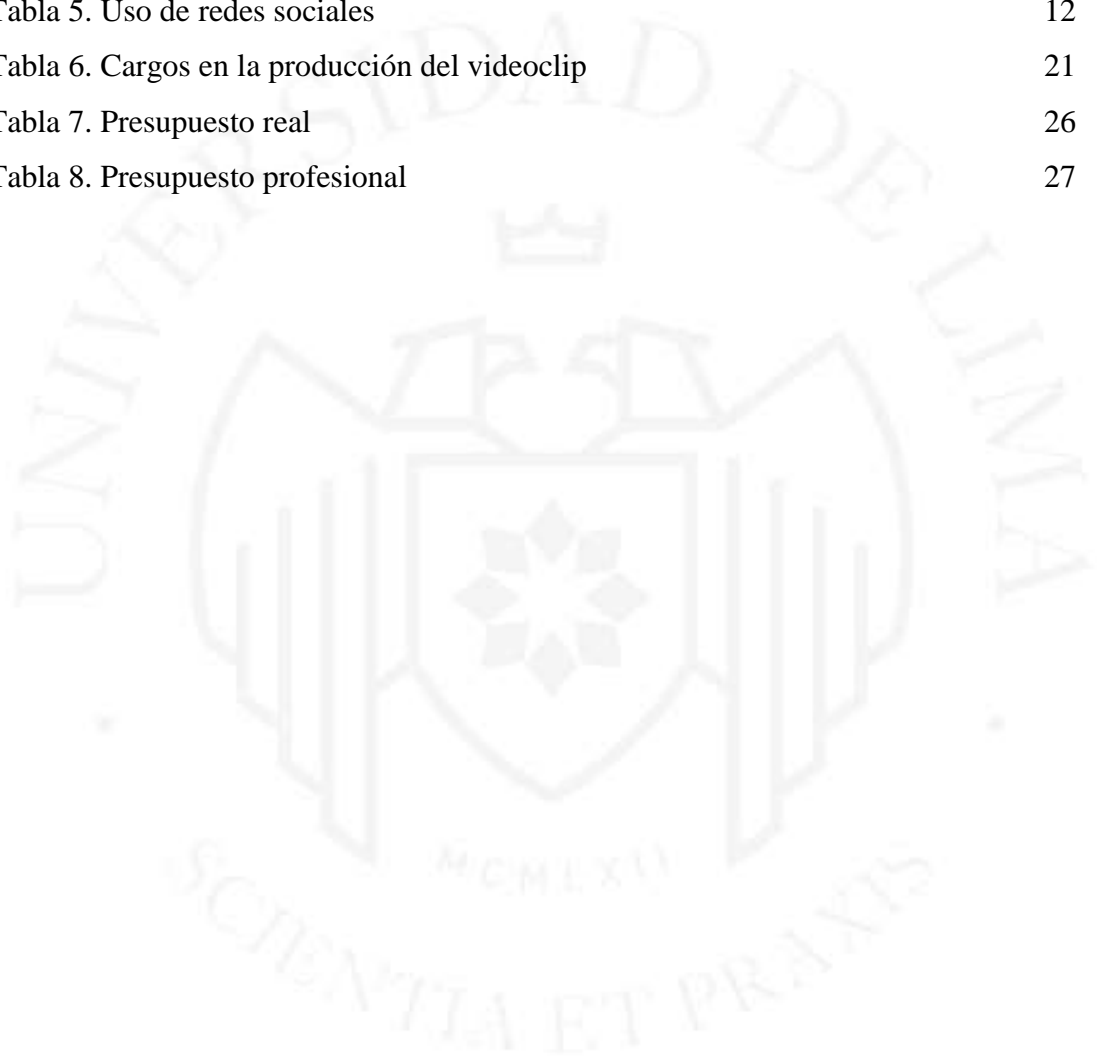 Tabla 5. Uso de redes sociales 12
Tabla 6. Cargos en la producción del videoclip 21
Tabla 7. Presupuesto real 26
Tabla 8. Presupuesto profesional 27
UNIVERSIDAD DE LIMA
MCMLXII
SCIENTIA ET PRAXIS